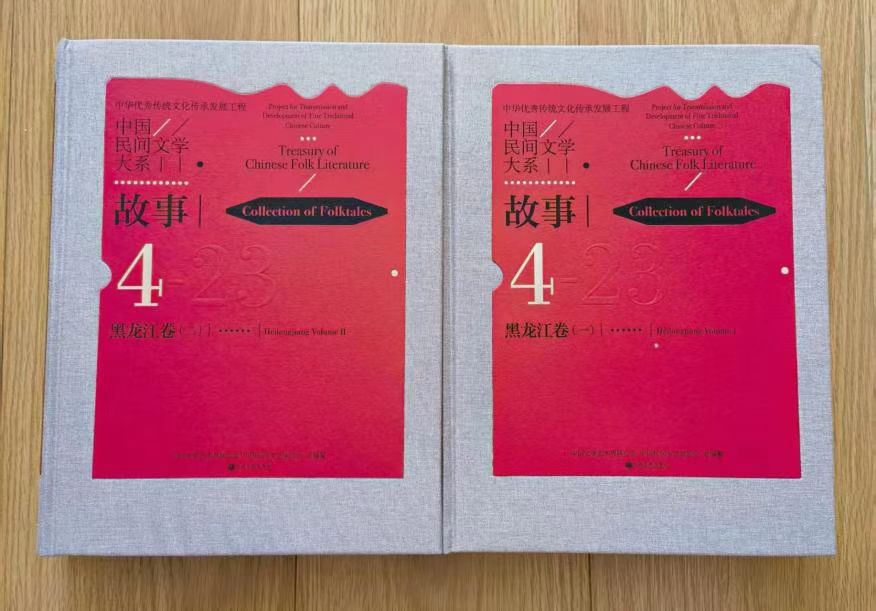 中华优秀传统文化传承发展工程
Project for Transmission and
Development of Fine Traditional
Chinese Culture
中国
民间文学
大系
Treasury of
Chinese Folk Literature
故事
Collection of Folktales
4-23
黑龙江卷(二)
Heilongjiang Volume II
中华优秀传统文化传承发展工程
Project for Transmission and
Development of Fine Traditional
Chinese Culture
中国
民间文学
大系
Treasury of
Chinese Folk Literature
故事
Collection of Folktales
4-23
黑龙江卷(一)
Heilongjiang Volume I